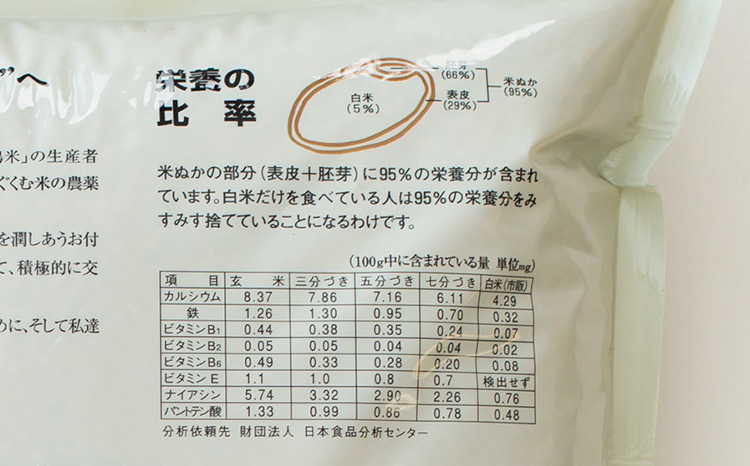 ”へ
栄養の
比率
胚芽
(66%)
米ぬか
(95%)
白米
(5%)
表皮
(29%)
米」の生産者
ぐくむ米の農薬
を潤しあうお付
て、積極的に交
めに、そして私達
米ぬかの部分(表皮＋胚芽)に95%の栄養分が含まれ
ています。白米だけを食べている人は95%の栄養分をみ
すみす捨てていることになるわけです。
(100g中に含まれている量 単位mg)
項目 玄米 三分づき 五分づき 七分づき 白米(市販)
カルシウム 8.37 7.86 7.16 6.11 4.29
鉄 1.26 1.30 0.95 0.70 0.32
ビタミンB1 0.44 0.38 0.35 0.24 0.07
ビタミンB2 0.05 0.05 0.04 0.04 0.02
ビタミンB6 0.49 0.33 0.28 0.20 0.08
ビタミンE 1.1 1.0 0.8 0.7 検出せず
ナイアシン 5.74 3.32 2.90 2.26 0.76
パントテン酸 1.33 0.99 0.86 0.78 0.48
分析依頼先 財団法人 日本食品分析センター